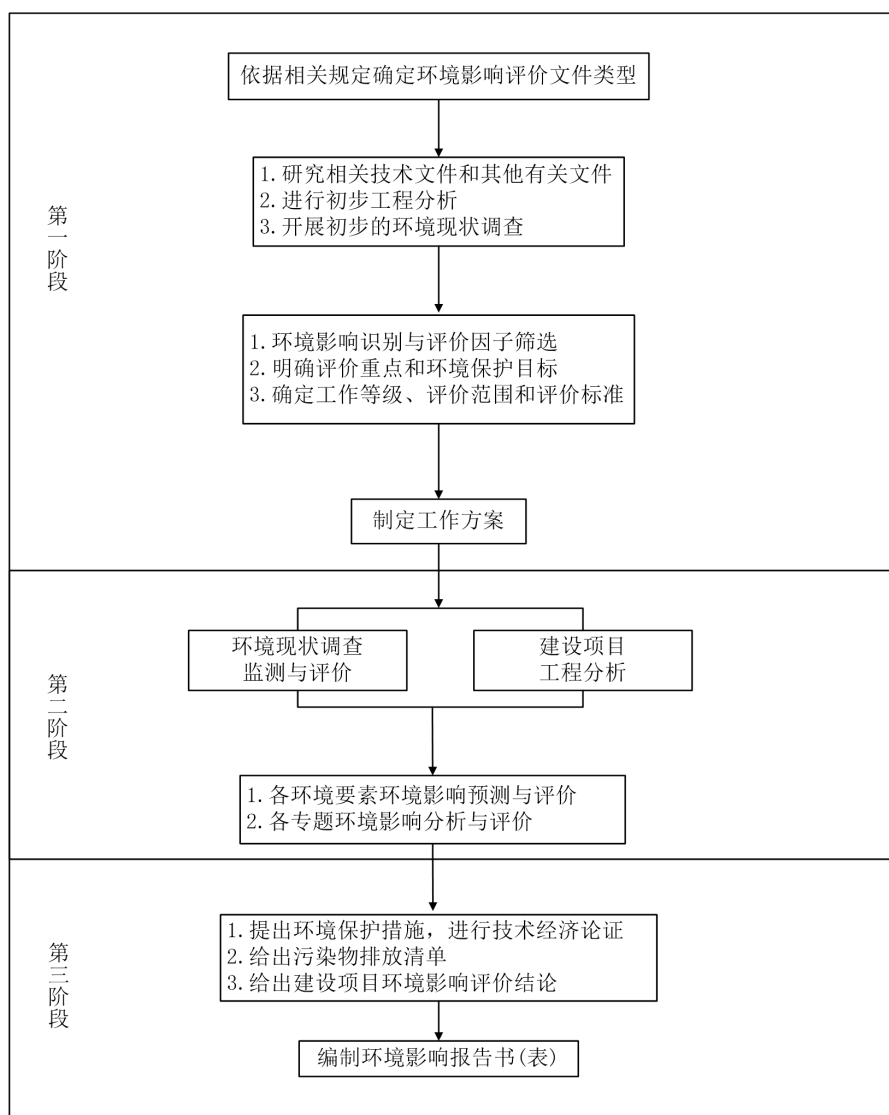 依据相关规定确定环境影响评价文件类型
1.研究相关技术文件和其他有关文件
2.进行初步工程分析
3.开展初步的环境现状调查
第一阶段
1.环境影响识别与评价因子筛选
2.明确评价重点和环境保护目标
3.确定工作等级、评价范围和评价标准
制定工作方案
环境现状调查
监测与评价
建设项目
工程分析
第二阶段
1.各环境要素环境影响预测与评价
2.各专题环境影响分析与评价
第三阶段
1.提出环境保护措施，进行技术经济论证
2.给出污染物排放清单
3.给出建设项目环境影响评价结论
编制环境影响报告书(表)